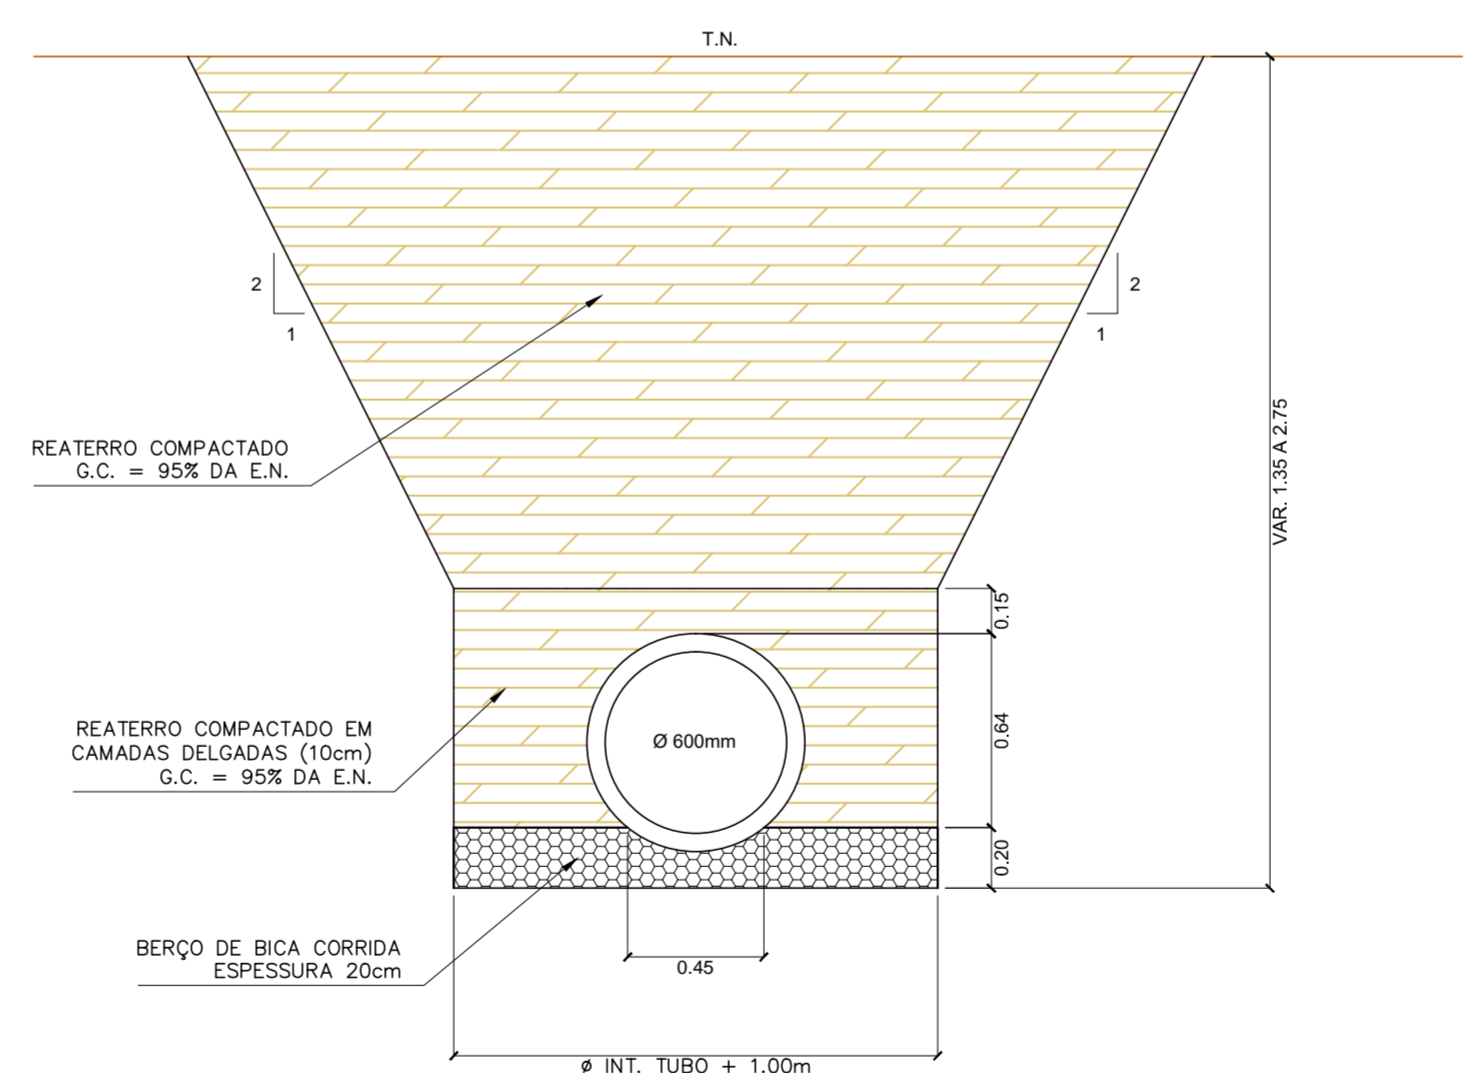 T.N.
2
1
2
1
REATERRO COMPACTADO
G.C. = 95% DA E.N.
VAR. 1.35 A 2.75
0.15
REATERRO COMPACTADO EM
CAMADAS DELGADAS (10cm)
G.C. = 95% DA E.N.
Ø 600mm
0.64
0.20
BERÇO DE BICA CORRIDA
ESPESSURA 20cm
0.45
ø INT. TUBO + 1.00m